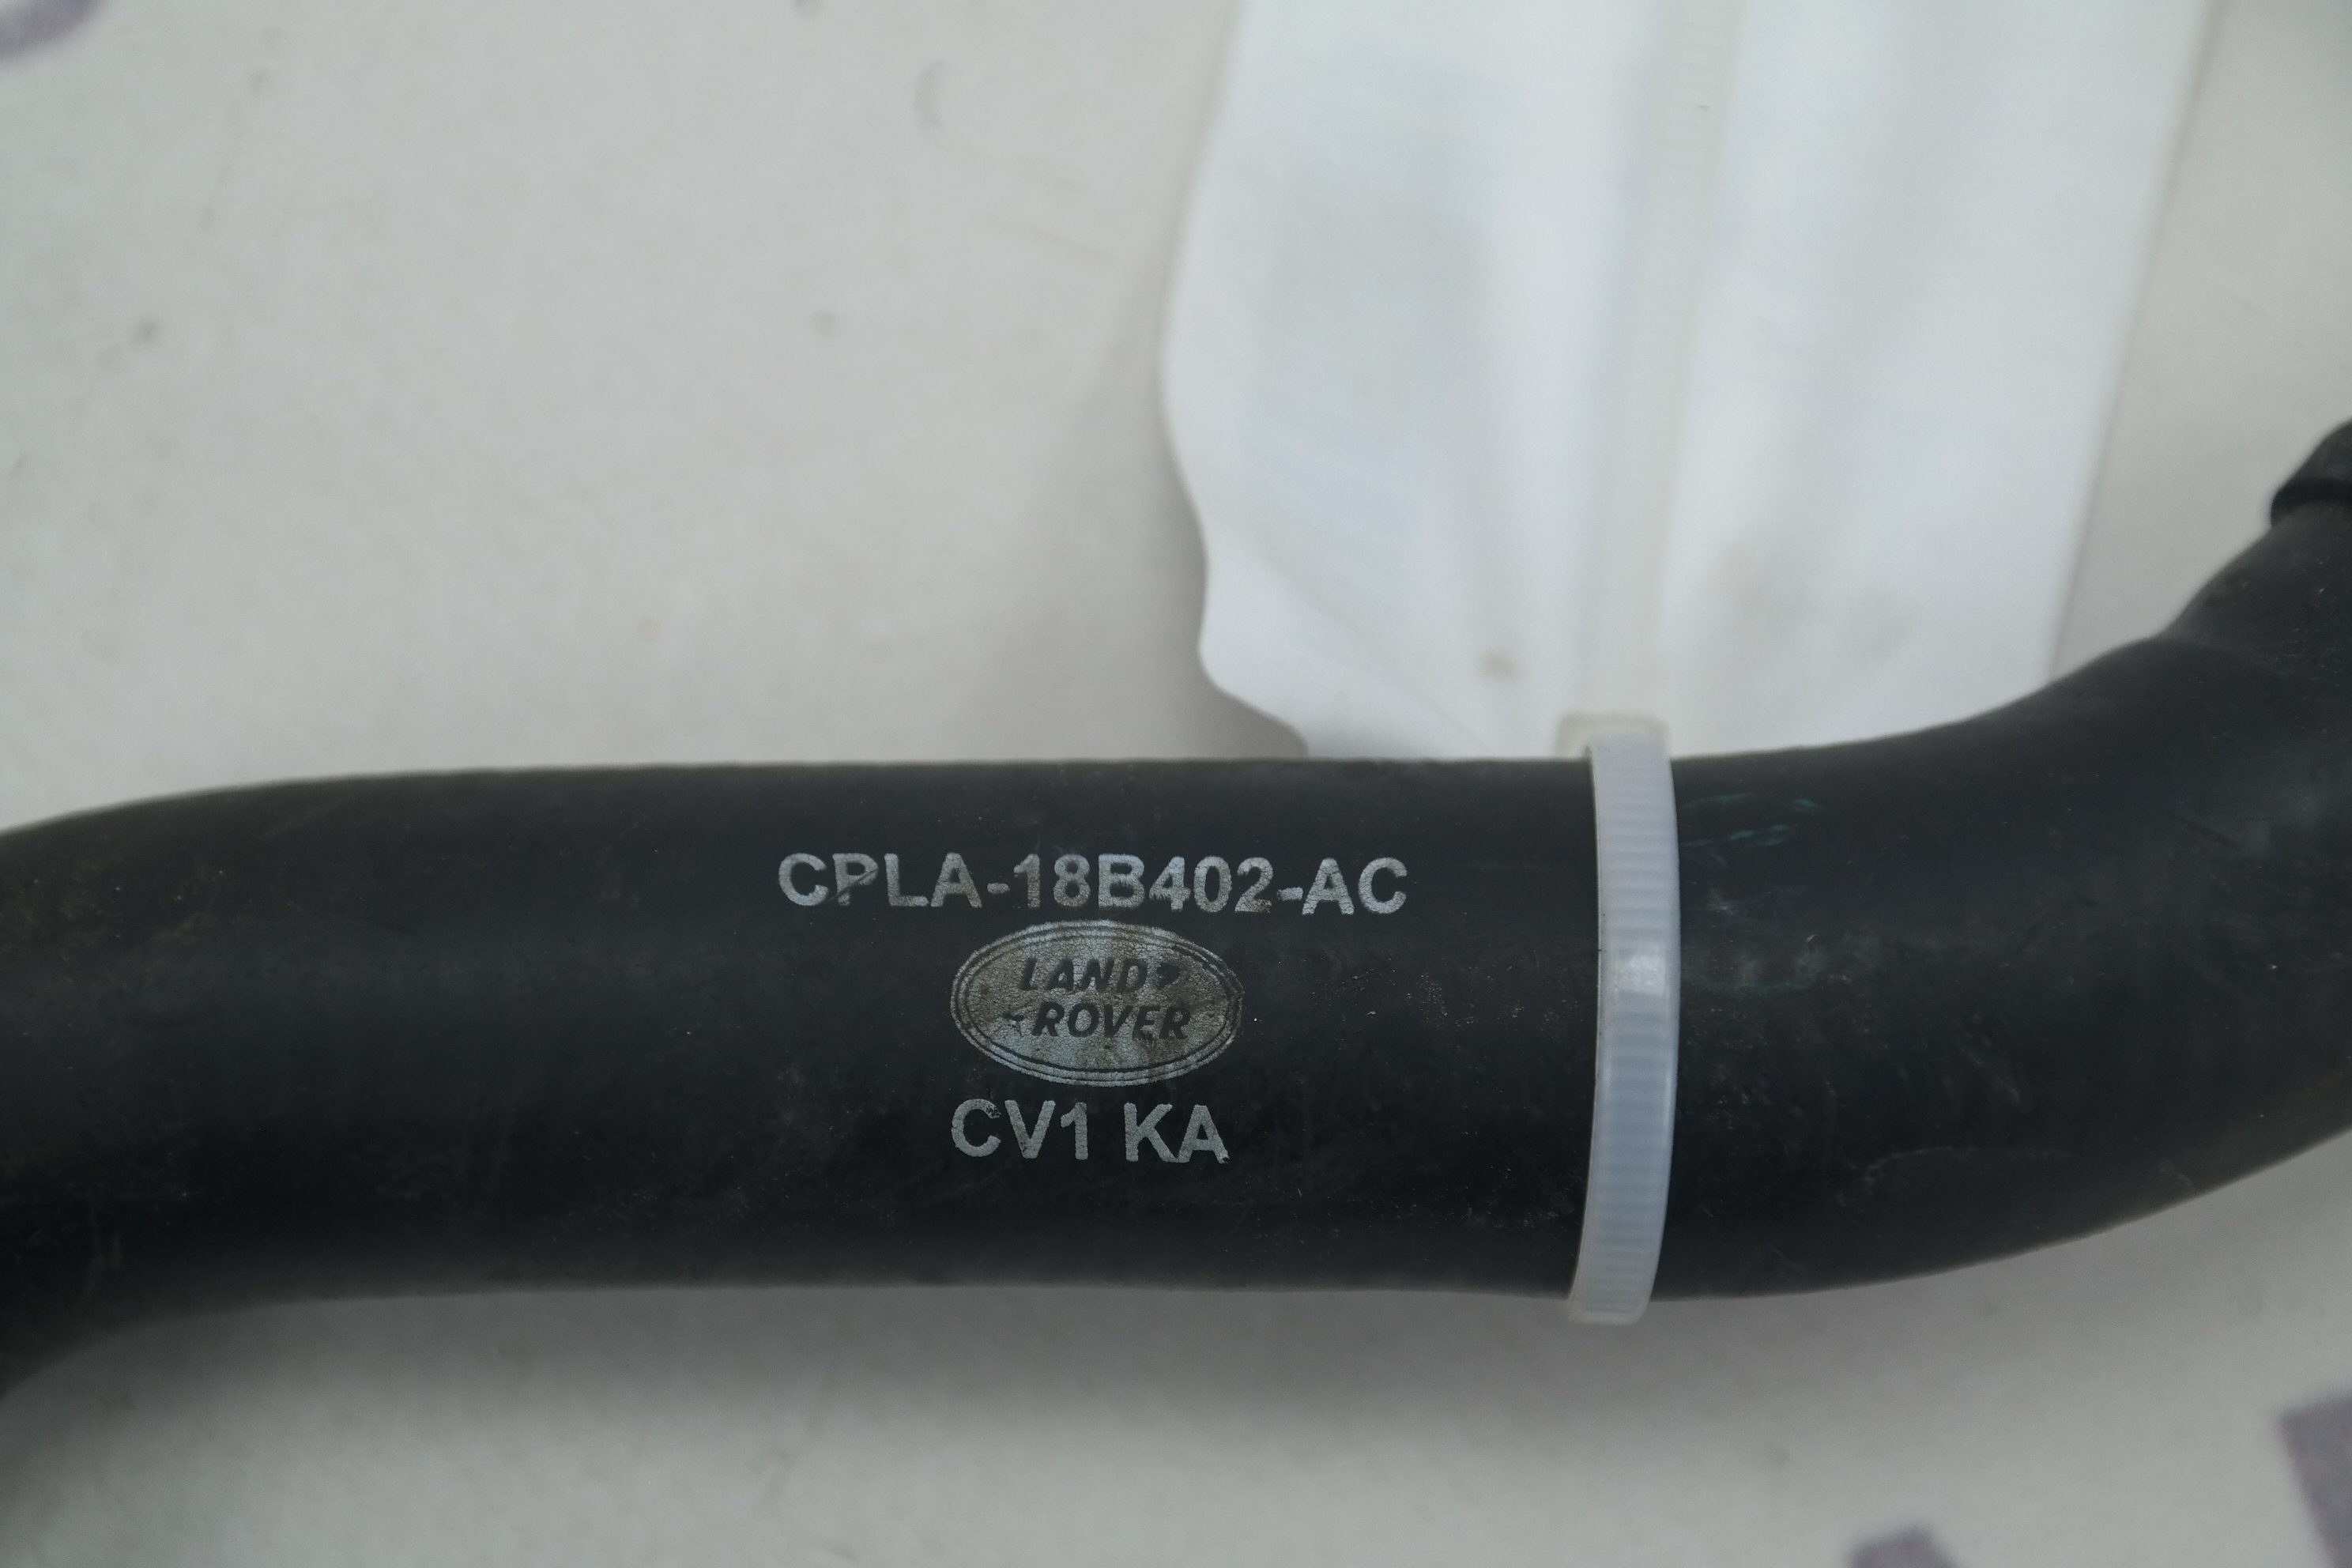 CPLA-18B402-AC
LAND
-ROVER
CV1 KA